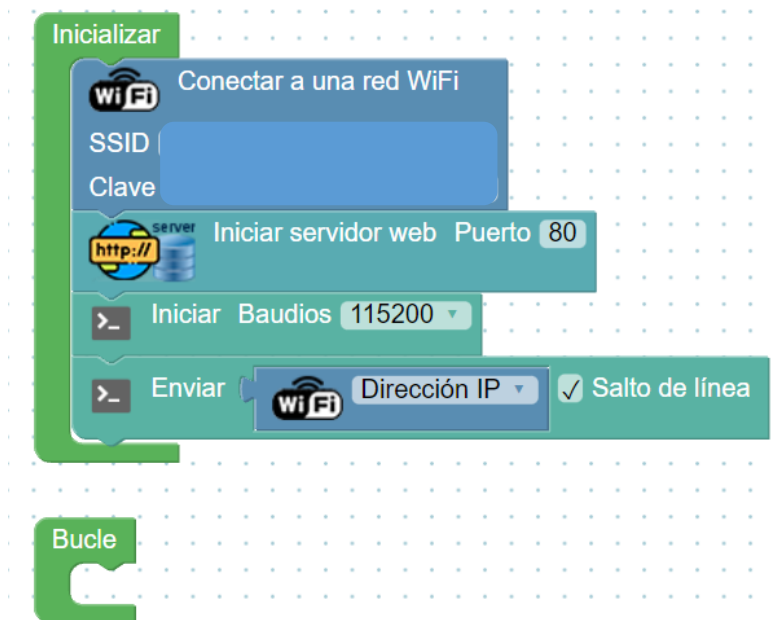 Inicializar
WiFi Conectar a una red WiFi
SSID
Clave
http:// server Iniciar servidor web Puerto 80
>_ Iniciar Baudios 115200
>_ Enviar WiFi Dirección IP ✓ Salto de línea
Bucle